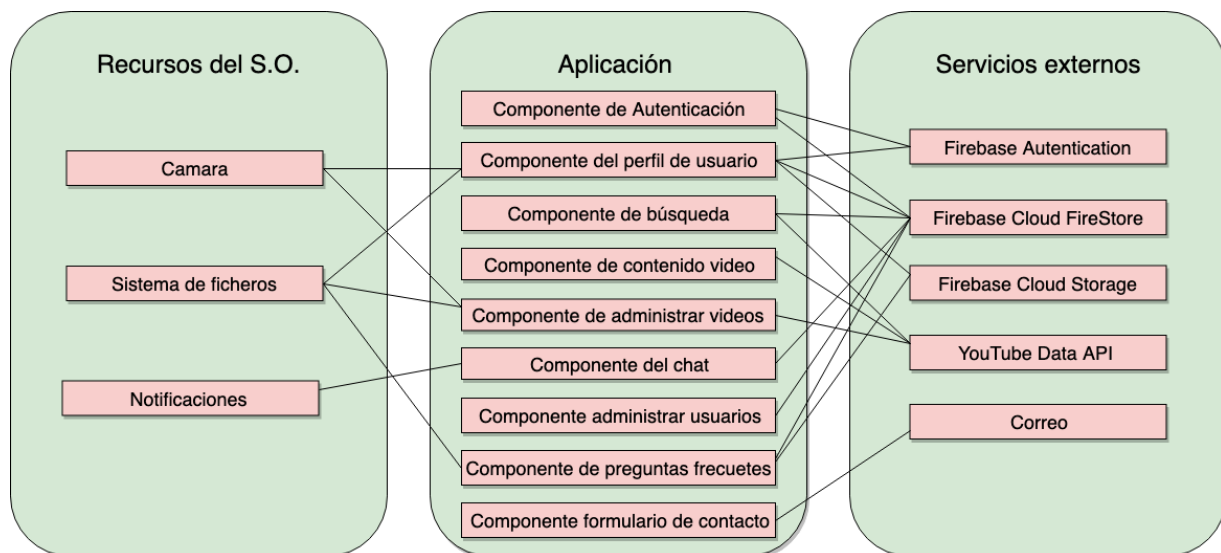 Recursos del S.O.
Camara
Sistema de ficheros
Notificaciones
Aplicación
Componente de Autenticación
Componente del perfil de usuario
Componente de búsqueda
Componente de contenido video
Componente de administrar videos
Componente del chat
Componente administrar usuarios
Componente de preguntas frecuetes
Componente formulario de contacto
Servicios externos
Firebase Autentication
Firebase Cloud FireStore
Firebase Cloud Storage
YouTube Data API
Correo